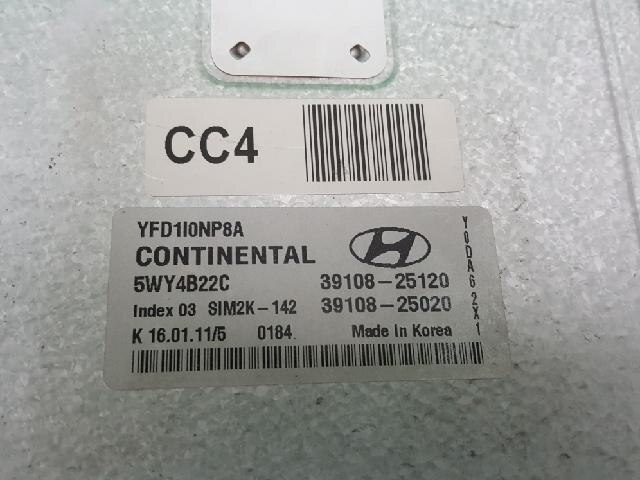 CC4
YFD1I0NP8A
CONTINENTAL
5WY4B22C 39108-25120
Index 03 SIM2K-142 39108-25020
K 16.01.11/5 0184 Made In Korea
YODA6 2X1